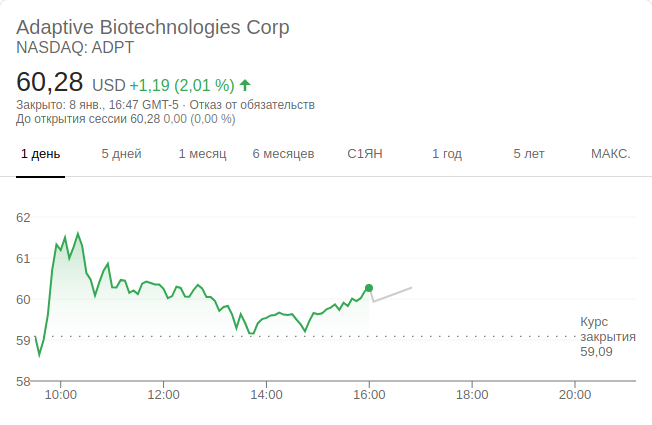 Adaptive Biotechnologies Corp
NASDAQ: ADPT
60,28 USD +1,19 (2,01 %)
Закрыто: 8 янв., 16:47 GMT-5 · Отказ от обязательств
До открытия сессии 60,28 0,00 (0,00 %)
1 день 5 дней 1 месяц 6 месяцев С1ЯН 1 год 5 лет МАКС.
62
61
60
Курс
59 закрытия
59,09
58
10:00 12:00 14:00 16:00 18:00 20:00